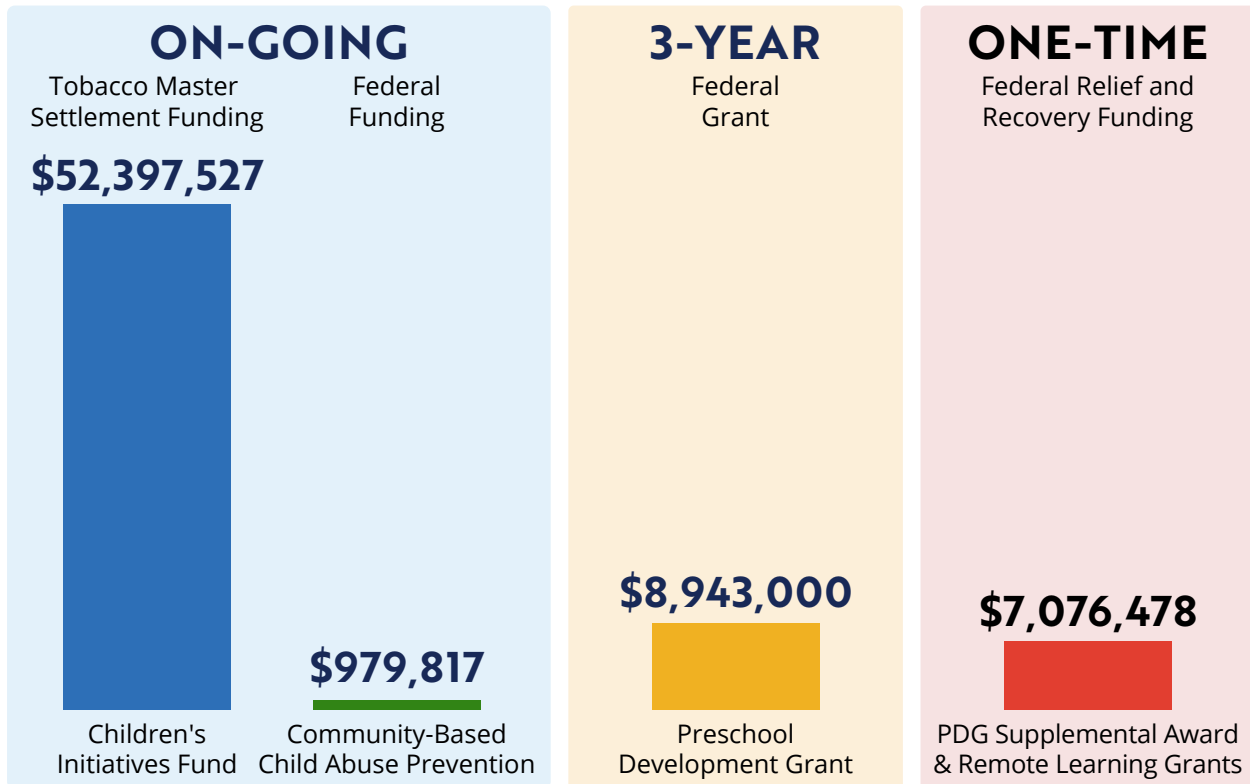 ON-GOING
Tobacco Master
Settlement Funding
Federal
Funding
$52,397,527
$979,817
Children's
Initiatives Fund
Community-Based
Child Abuse Prevention
3-YEAR
Federal
Grant
$8,943,000
Preschool
Development Grant
ONE-TIME
Federal Relief and
Recovery Funding
$7,076,478
PDG Supplemental Award
& Remote Learning Grants